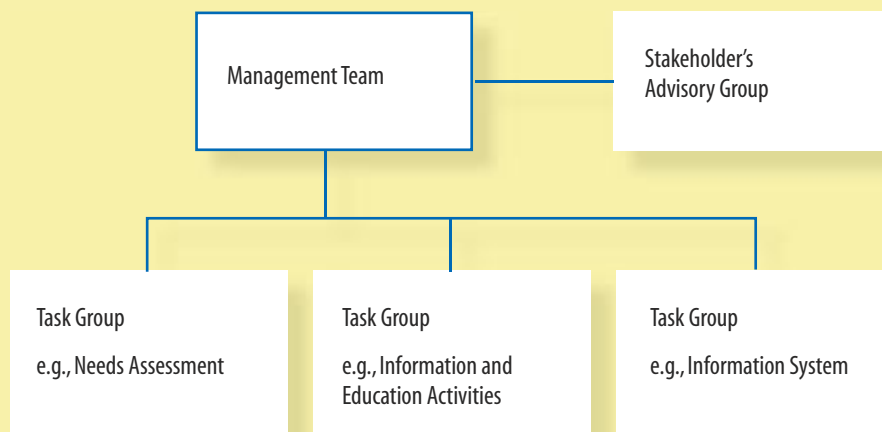 Management Team
Stakeholder’s
Advisory Group
Task Group
e.g., Needs Assessment
Task Group
e.g., Information and
Education Activities
Task Group
e.g., Information System